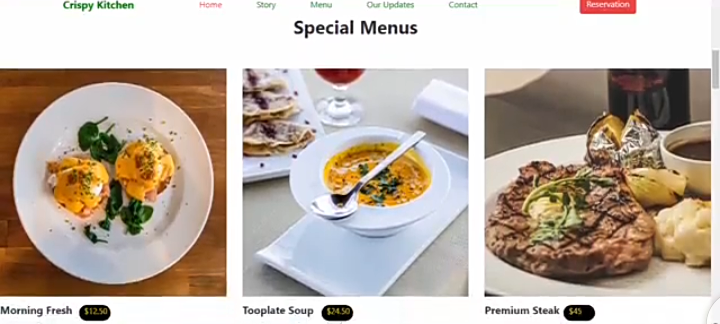 Crispy Kitchen Home Story Menu Our Updates Contact Reservation
Special Menus
Morning Fresh $12.50 Tooplate Soup $24.50 Premium Steak $45